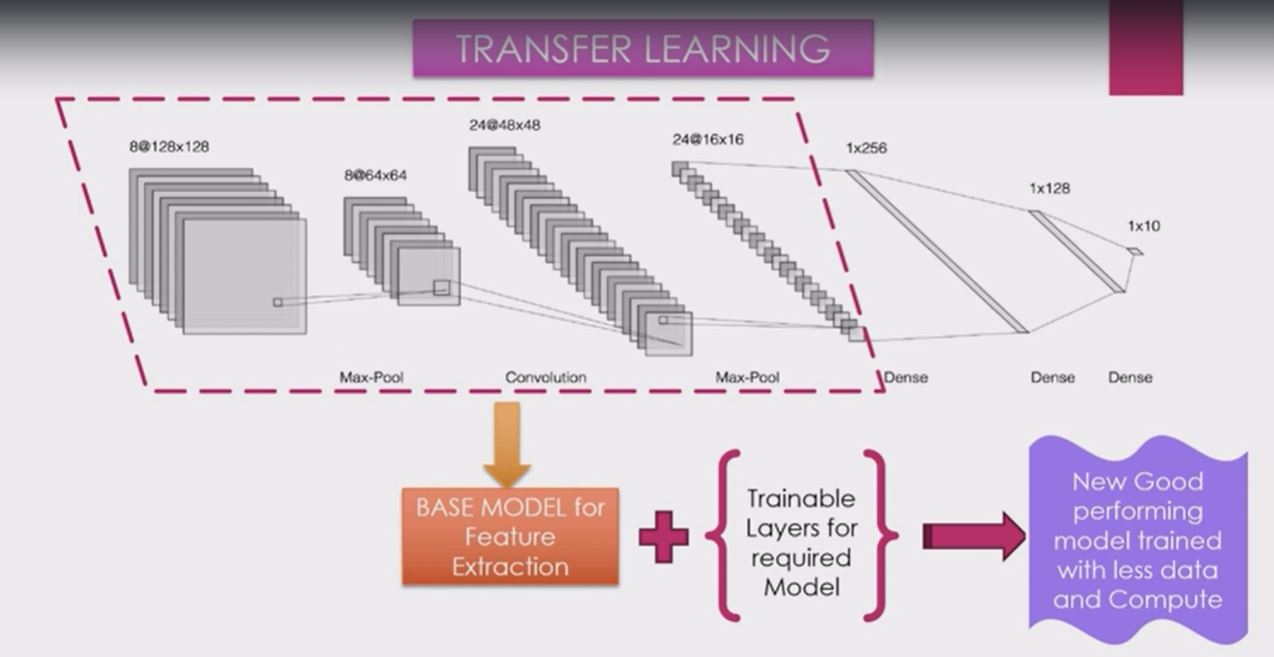 TRANSFER LEARNING
8@128x128
8@64x64
24@48x48
24@16x16
1x256
1x128
1x10
Max-Pool
Convolution
Max-Pool
Dense
Dense
Dense
BASE MODEL for
Feature
Extraction
Trainable
Layers for
required
Model
New Good
performing
model trained
with less data
and Compute